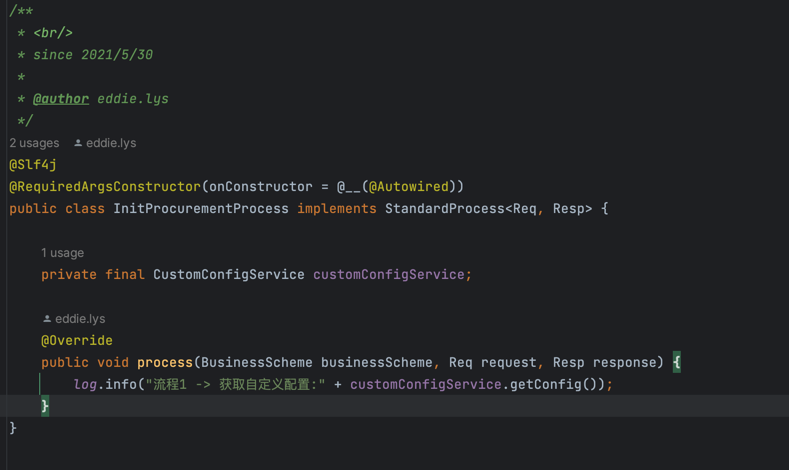 /**
 * <br/>
 * since 2021/5/30
 *
 * @author eddie.lys
 */
2 usages eddie.lys
@Slf4j
@RequiredArgsConstructor(onConstructor = @__(@Autowired))
public class InitProcurementProcess implements StandardProcess<Req, Resp> {
1 usage
private final CustomConfigService customConfigService;
eddie.lys
@Override
public void process(BusinessScheme businessScheme, Req request, Resp response) {
log.info("流程1 -> 获取自定义配置:" + customConfigService.getConfig());
}
}